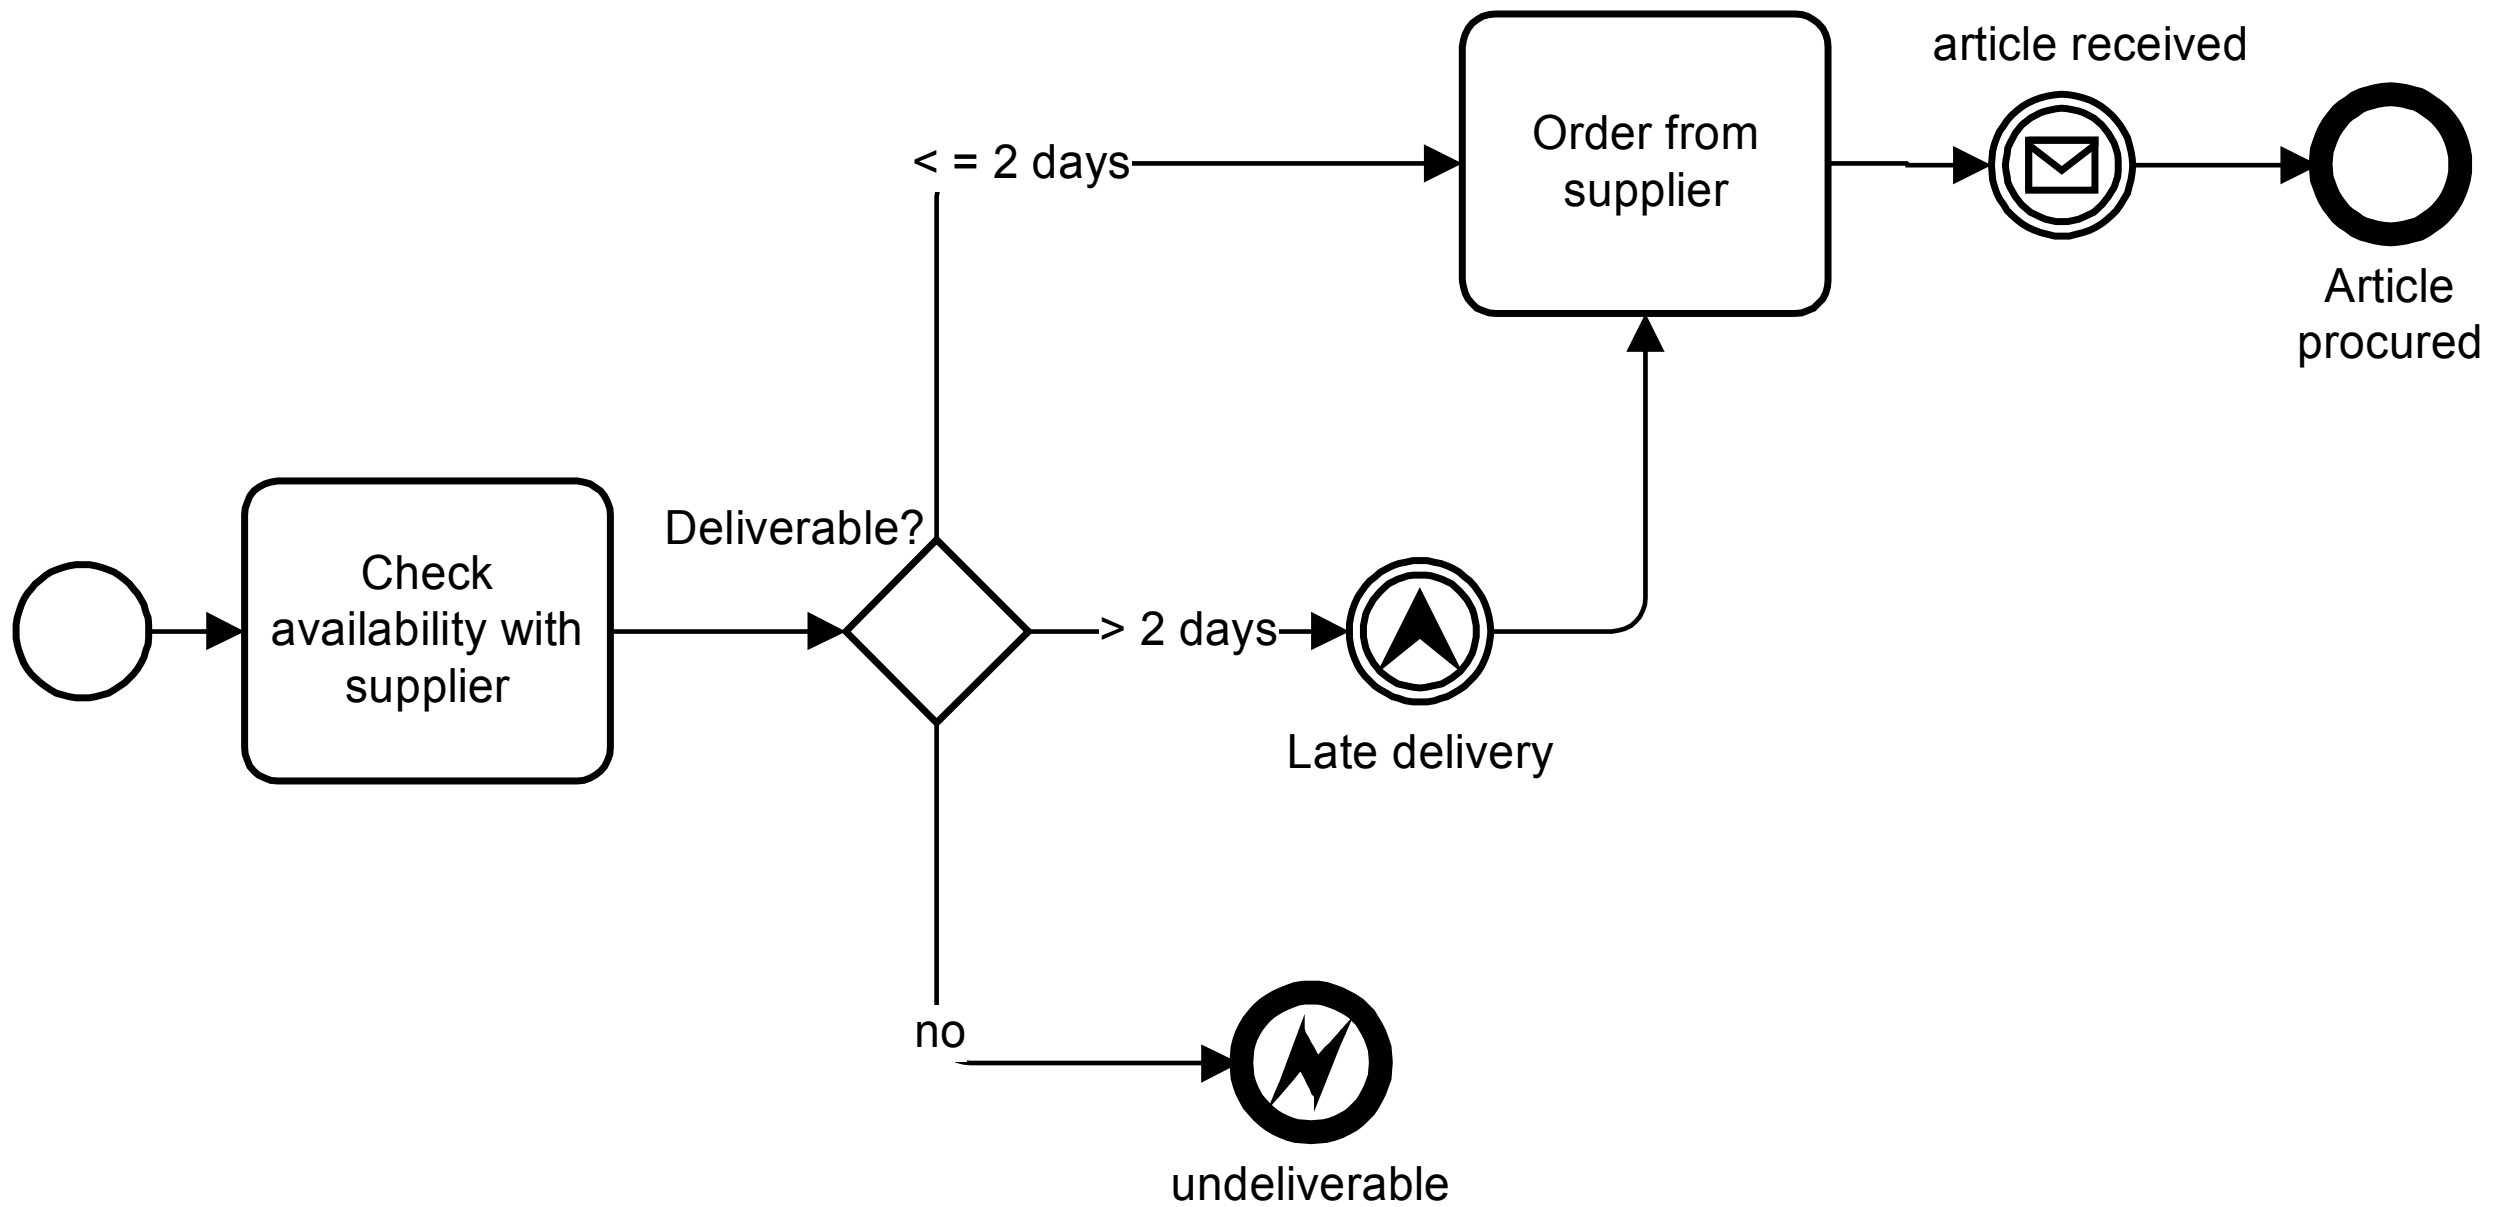 article received
Order from
supplier
< = 2 days
Article
procured
Deliverable?
Check
availability with
supplier
> 2 days
Late delivery
no
undeliverable